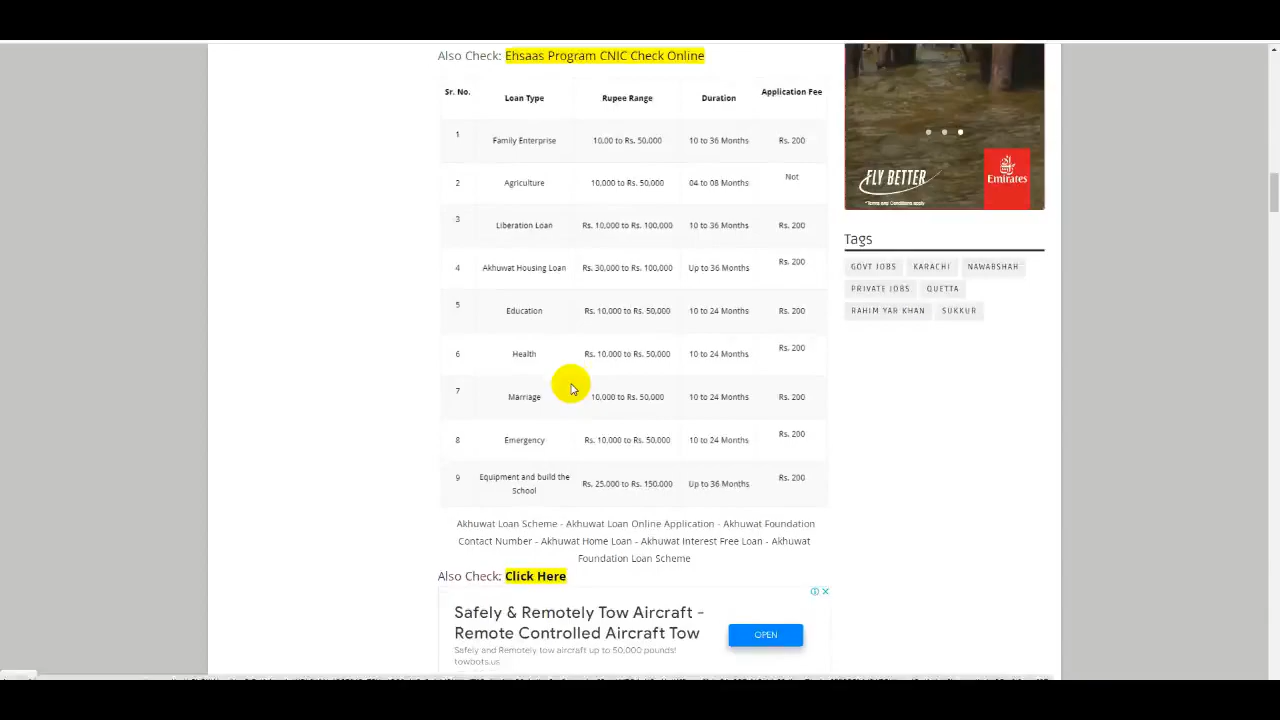 Also Check: Ehsaas Program CNIC Check Online
Sr. No. Loan Type Rupee Range Duration Application Fee
1 Family Enterprise 10,00 to Rs. 50,000 10 to 36 Months Rs. 200
2 Agriculture 10,000 to Rs. 50,000 04 to 08 Months Not
3 Liberation Loan Rs. 10,000 to Rs. 100,000 10 to 36 Months Rs. 200
4 Akhuwat Housing Loan Rs. 30,000 to Rs. 100,000 Up to 36 Months Rs. 200
5 Education Rs. 10,000 to Rs. 50,000 10 to 24 Months Rs. 200
6 Health Rs. 10,000 to Rs. 50,000 10 to 24 Months Rs. 200
7 Marriage 10,000 to Rs. 50,000 10 to 24 Months Rs. 200
8 Emergency Rs. 10,000 to Rs. 50,000 10 to 24 Months Rs. 200
9 Equipment and build the School Rs. 25,000 to Rs. 150,000 Up to 36 Months Rs. 200
Akhuwat Loan Scheme - Akhuwat Loan Online Application - Akhuwat Foundation
Contact Number - Akhuwat Home Loan - Akhuwat Interest Free Loan - Akhuwat
Foundation Loan Scheme
Also Check: Click Here
Safely & Remotely Tow Aircraft -
Remote Controlled Aircraft Tow
Safely and Remotely tow aircraft up to 50,000 pounds!
towbots.us
OPEN
FLY BETTER
*Terms and Conditions apply
Emirates
Tags
GOVT JOBS KARACHI NAWABSHAH
PRIVATE JOBS QUETTA
RAHIM YAR KHAN SUKKUR